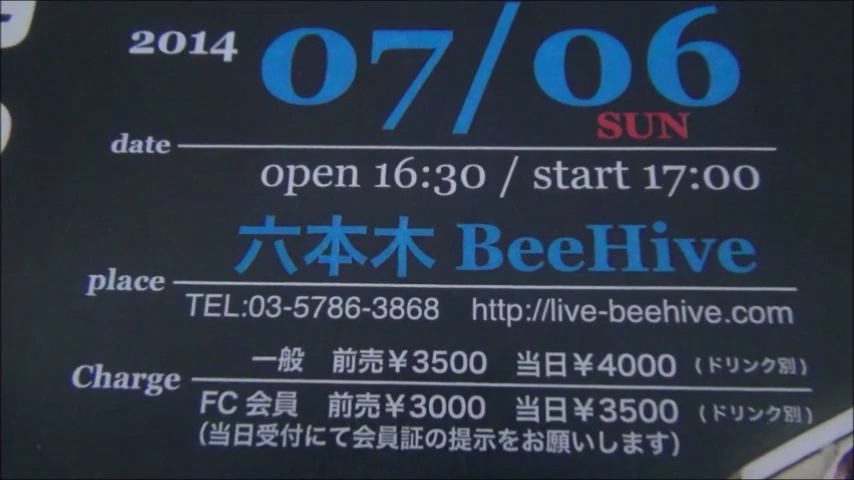 2014 07/06
SUN
date
open 16:30 / start 17:00
六本木 BeeHive
place
TEL:03-5786-3868 http://live-beehive.com
一般 前売¥3500 当日¥4000 (ドリンク別)
Charge
FC会員 前売¥3000 当日¥3500 (ドリンク別)
(当日受付にて会員証の提示をお願いします)